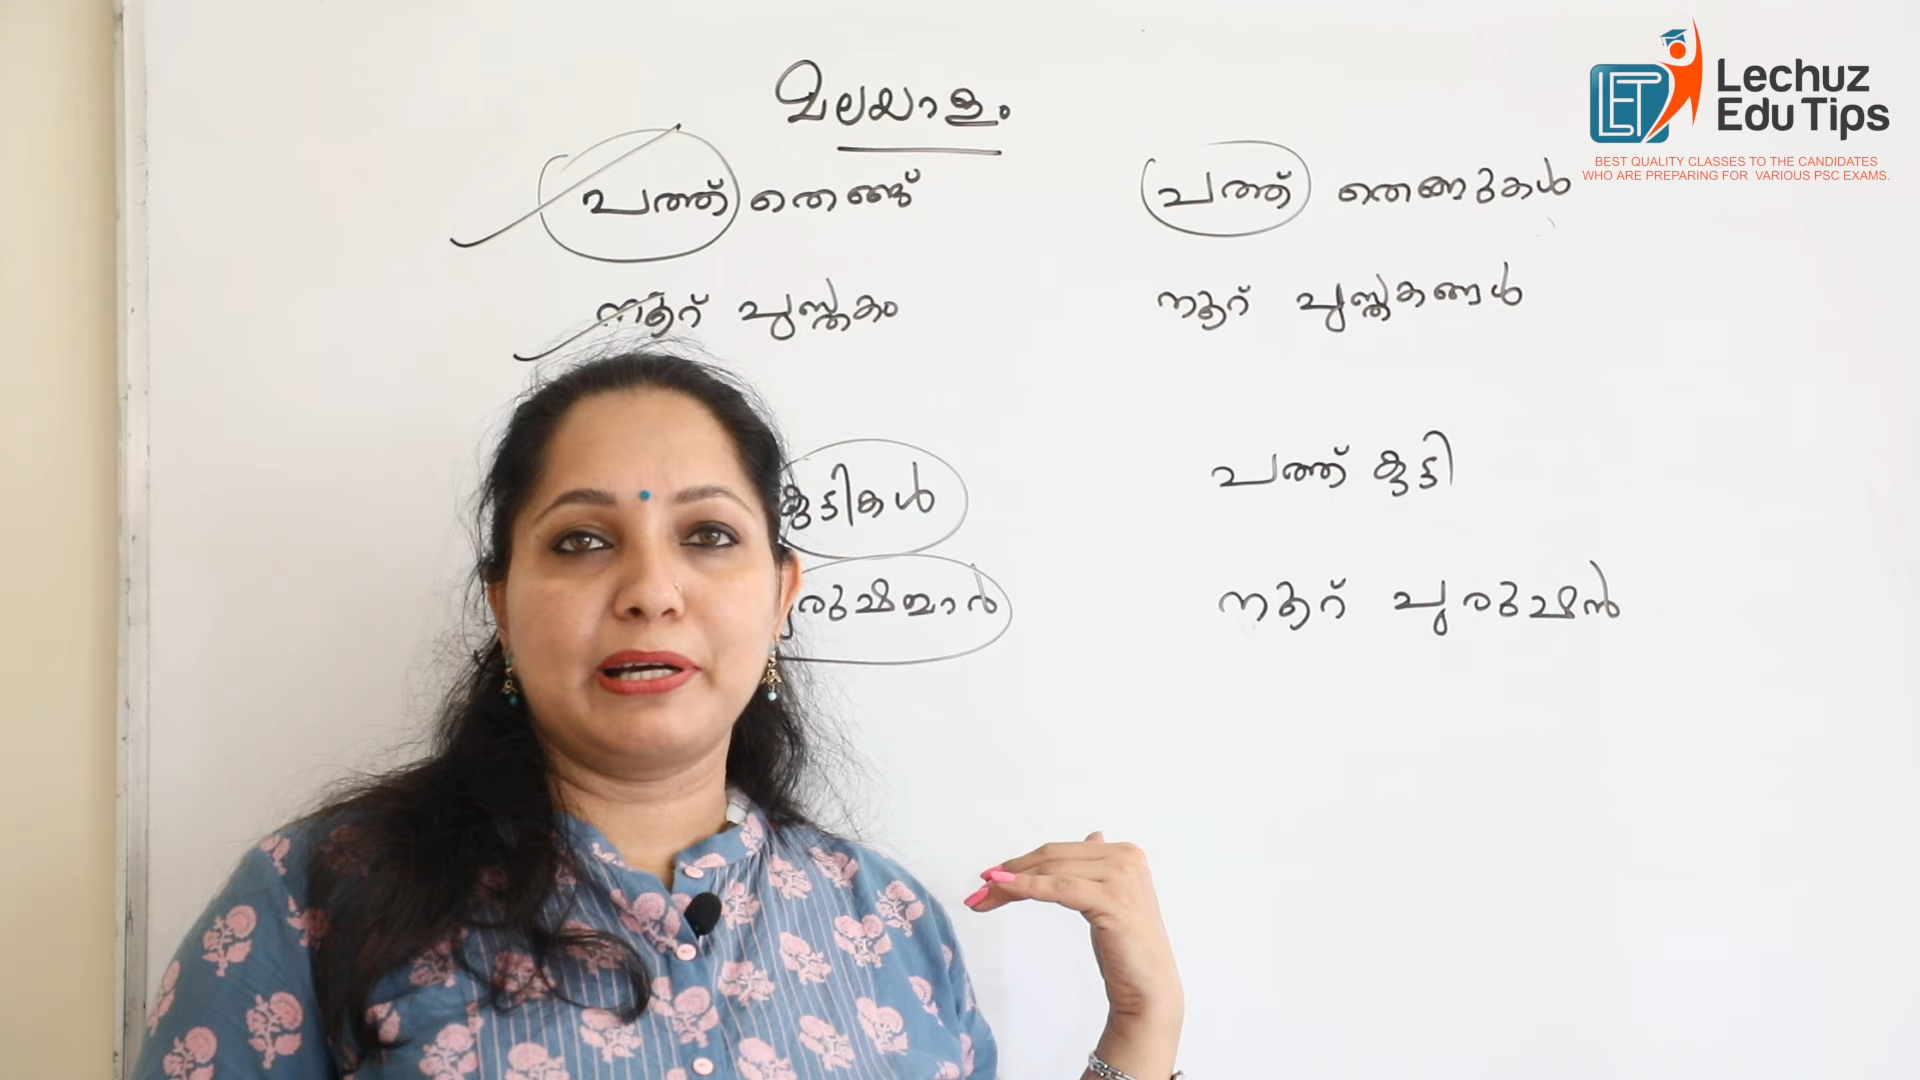 മലയാളം
Lechuz
Edu Tips
BEST QUALITY CLASSES TO THE CANDIDATES
WHO ARE PREPARING FOR VARIOUS PSC EXAMS.
പത്ത് തെങ്ങ് പത്ത് തെങ്ങുകൾ
നൂറ് പുസ്തകം നൂറ് പുസ്തകങ്ങൾ
കുട്ടികൾ പത്ത് കുട്ടി
രുഷന്മാൻ നൂറ് പുരുഷൻ